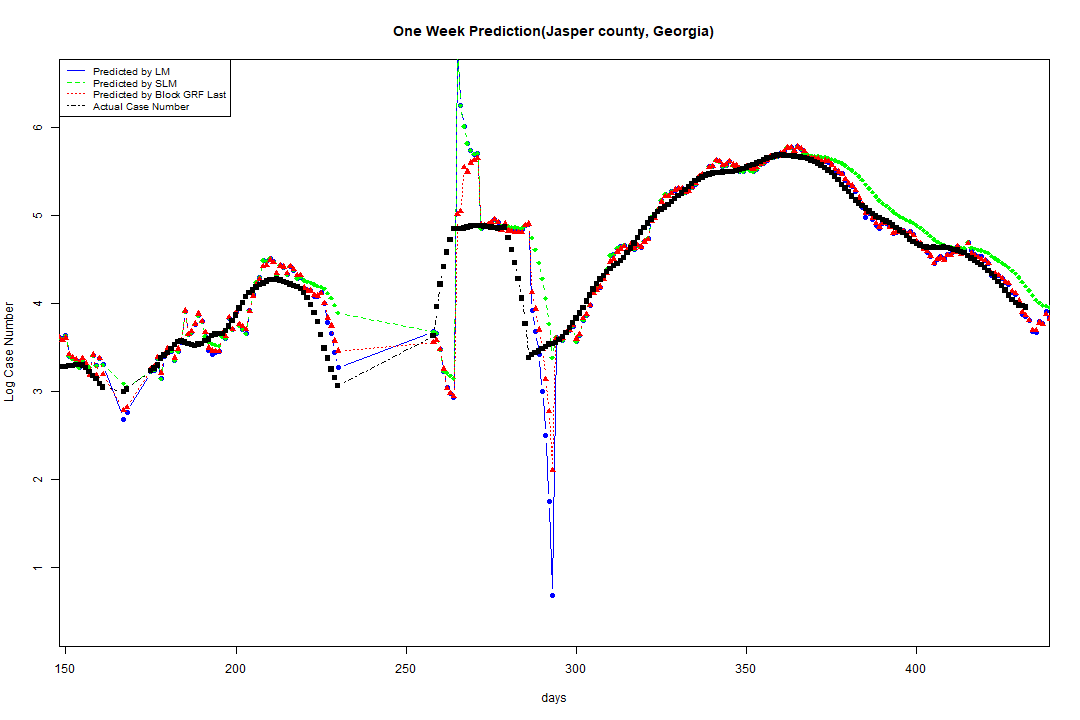 One Week Prediction(Jasper county, Georgia)
Predicted by LM
Predicted by SLM
Predicted by Block GRF Last
Actual Case Number
Log Case Number
6
5
4
3
2
1
150 200 250 300 350 400
days